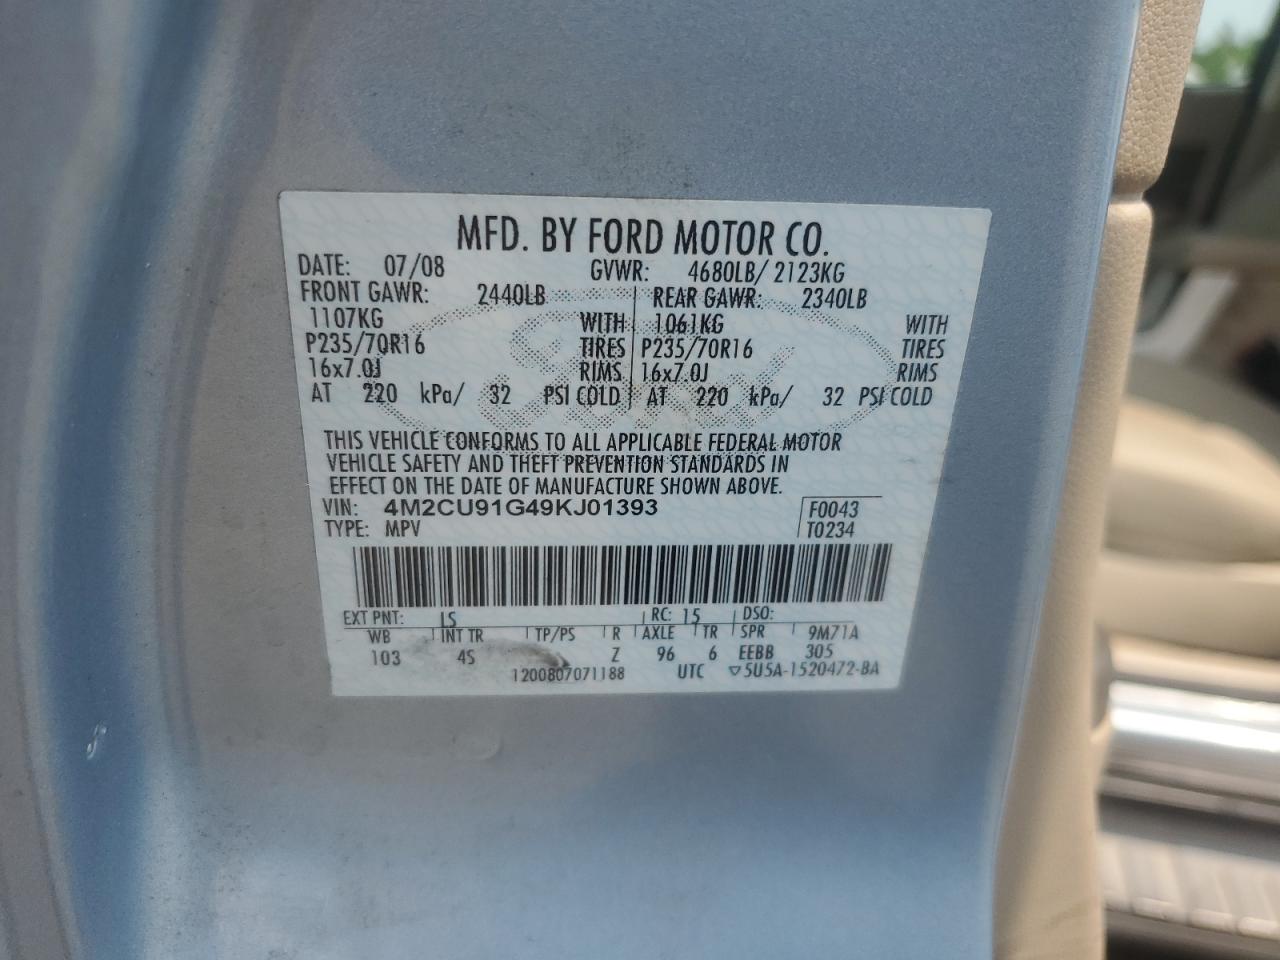 MFD. BY FORD MOTOR CO.
DATE: 07/08 GVWR: 4680LB/ 2123KG
FRONT GAWR: 2440LB REAR GAWR: 2340LB
1107KG WITH 1061KG WITH
P235/70R16 TIRES P235/70R16 TIRES
16x7.0J RIMS 16x7.0J RIMS
AT 220 kPa/ 32 PSI COLD AT 220 kPa/ 32 PSI COLD
THIS VEHICLE CONFORMS TO ALL APPLICABLE FEDERAL MOTOR
VEHICLE SAFETY AND THEFT PREVENTION STANDARDS IN
EFFECT ON THE DATE OF MANUFACTURE SHOWN ABOVE.
VIN: 4M2CU91G49KJ01393 F0043
TYPE: MPV T0234
EXT PNT: LS RC: 15 DSO:
WB INT TR TP/PS R AXLE TR SPR 9M71A
103 4S Z 96 6 EEBB 305
1200807071188 UTC ▽5U5A-1520472-BA